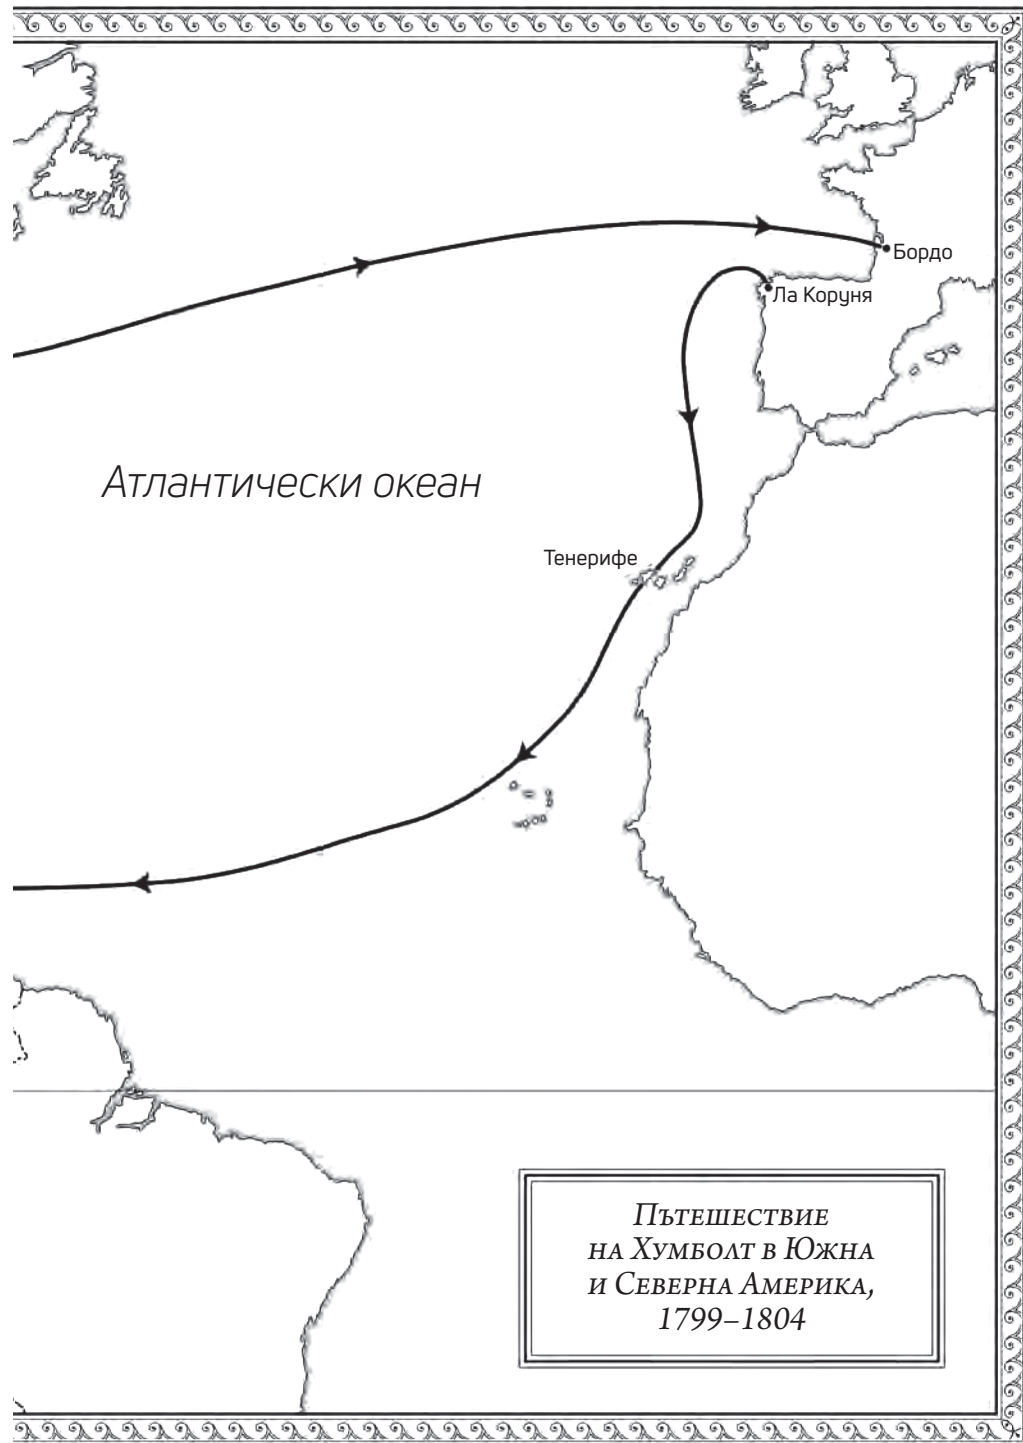 Бордо
Ла Коруня
Атлантически океан
Тенерифе
Пътешествие
на Хумболт в Южна
и Северна Америка,
1799–1804